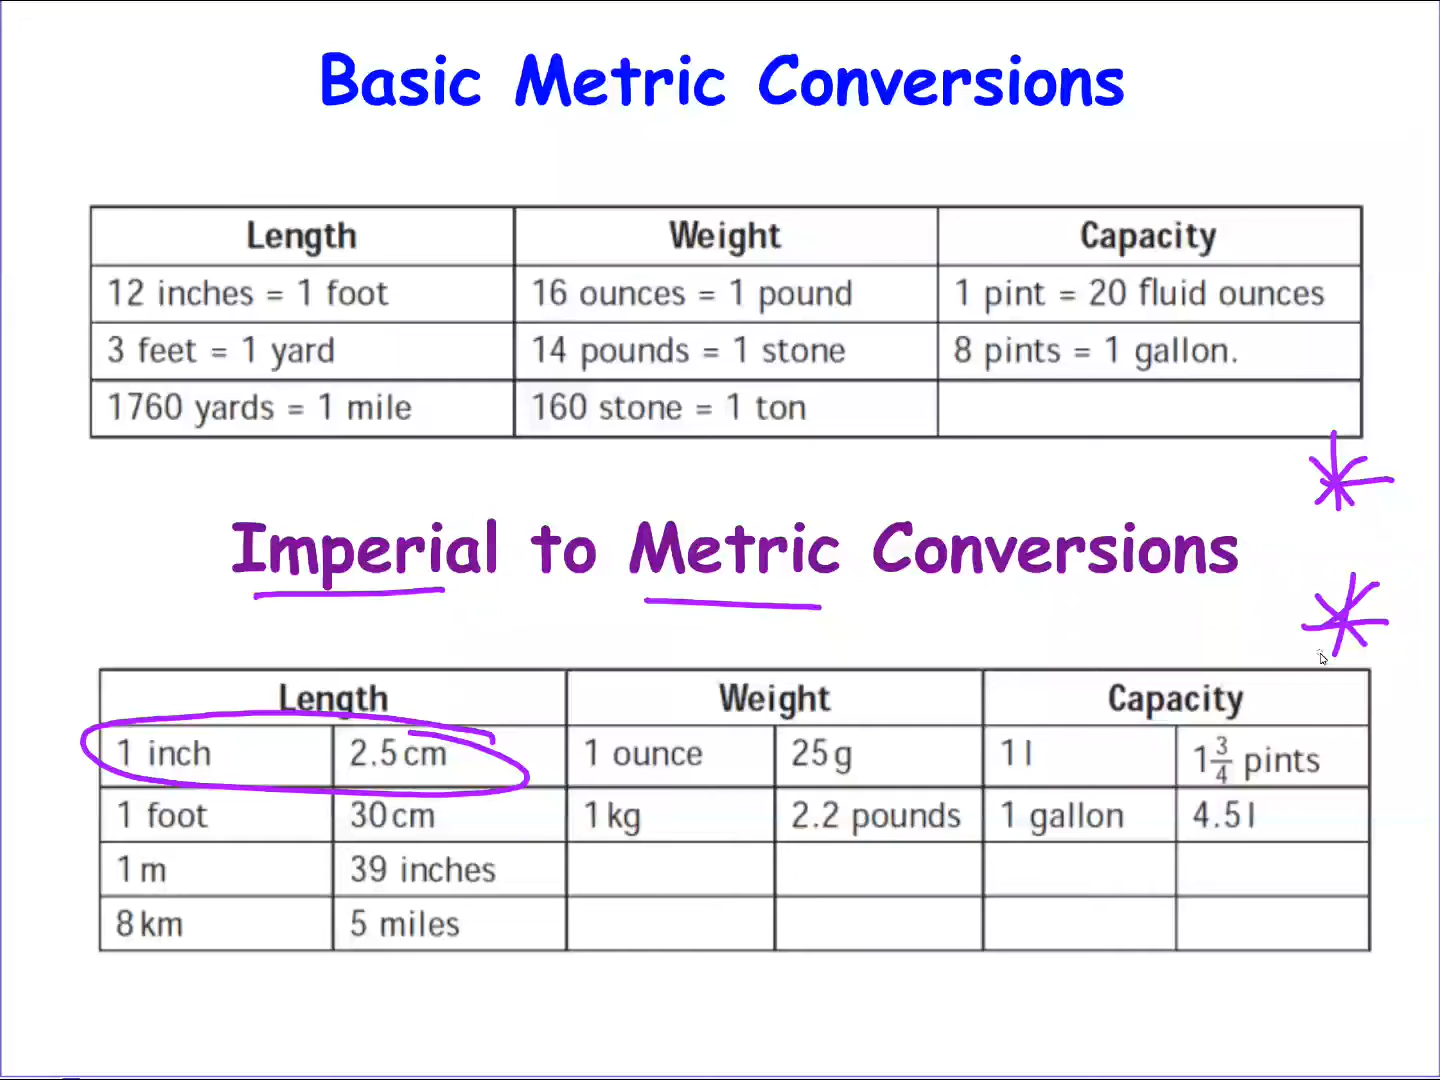 Basic Metric Conversions
Length Weight Capacity
12 inches = 1 foot 16 ounces = 1 pound 1 pint = 20 fluid ounces
3 feet = 1 yard 14 pounds = 1 stone 8 pints = 1 gallon.
1760 yards = 1 mile 160 stone = 1 ton
Imperial to Metric Conversions
Length Weight Capacity
1 inch 2.5 cm 1 ounce 25 g 1 l 1 3/4 pints
1 foot 30 cm 1 kg 2.2 pounds 1 gallon 4.5 l
1 m 39 inches
8 km 5 miles